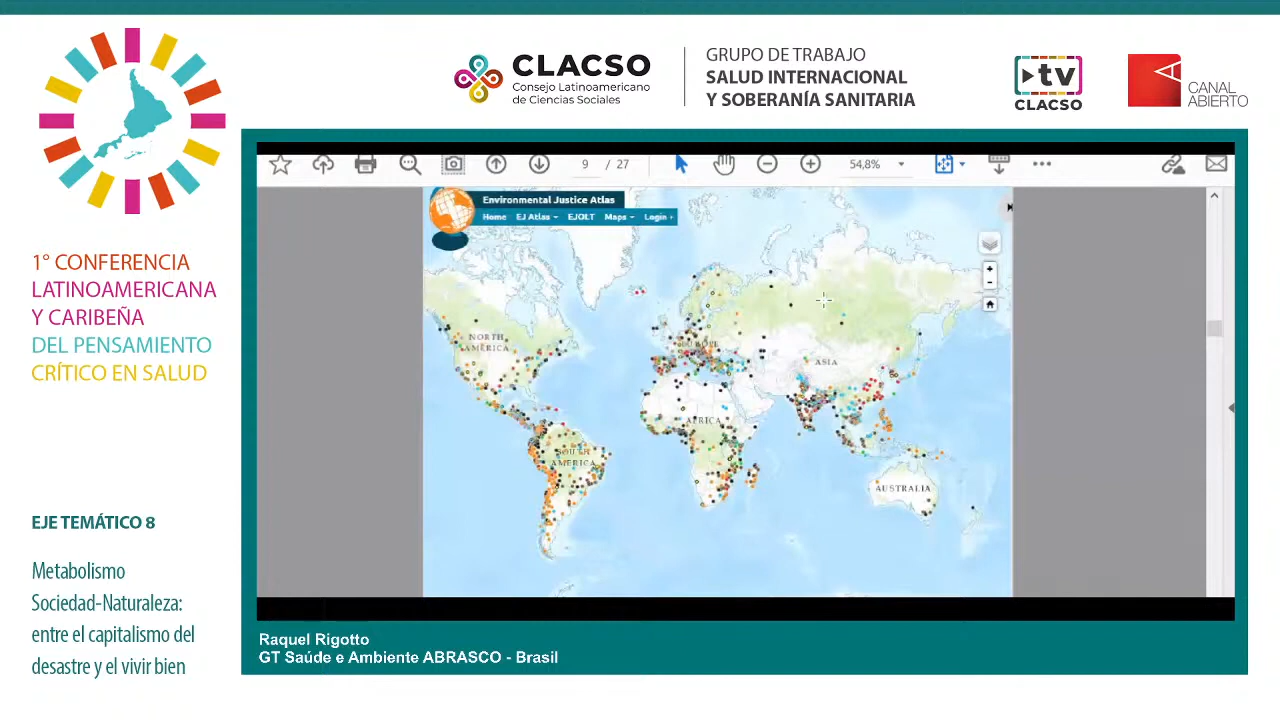 CLACSO
Consejo Latinoamericano
de Ciencias Sociales
GRUPO DE TRABAJO
SALUD INTERNACIONAL
Y SOBERANÍA SANITARIA
tv
CLACSO
CANAL
ABIERTO
1° CONFERENCIA
LATINOAMERICANA
Y CARIBEÑA
DEL PENSAMIENTO
CRÍTICO EN SALUD
EJE TEMÁTICO 8
Metabolismo
Sociedad-Naturaleza:
entre el capitalismo del
desastre y el vivir bien
9 / 27
54,8%
Environmental Justice Atlas
Home EJ Atlas EJOLT Maps Login
NORTH
AMERICA
EUROPE
ASIA
AFRICA
SOUTH
AMERICA
AUSTRALIA
Raquel Rigotto
GT Saúde e Ambiente ABRASCO - Brasil